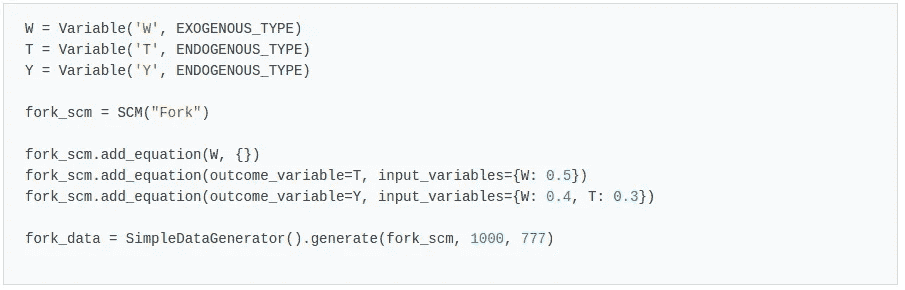 W = Variable('W', EXOGENOUS_TYPE)
T = Variable('T', ENDOGENOUS_TYPE)
Y = Variable('Y', ENDOGENOUS_TYPE)
fork_scm = SCM("Fork")
fork_scm.add_equation(W, {})
fork_scm.add_equation(outcome_variable=T, input_variables={W: 0.5})
fork_scm.add_equation(outcome_variable=Y, input_variables={W: 0.4, T: 0.3})
fork_data = SimpleDataGenerator().generate(fork_scm, 1000, 777)